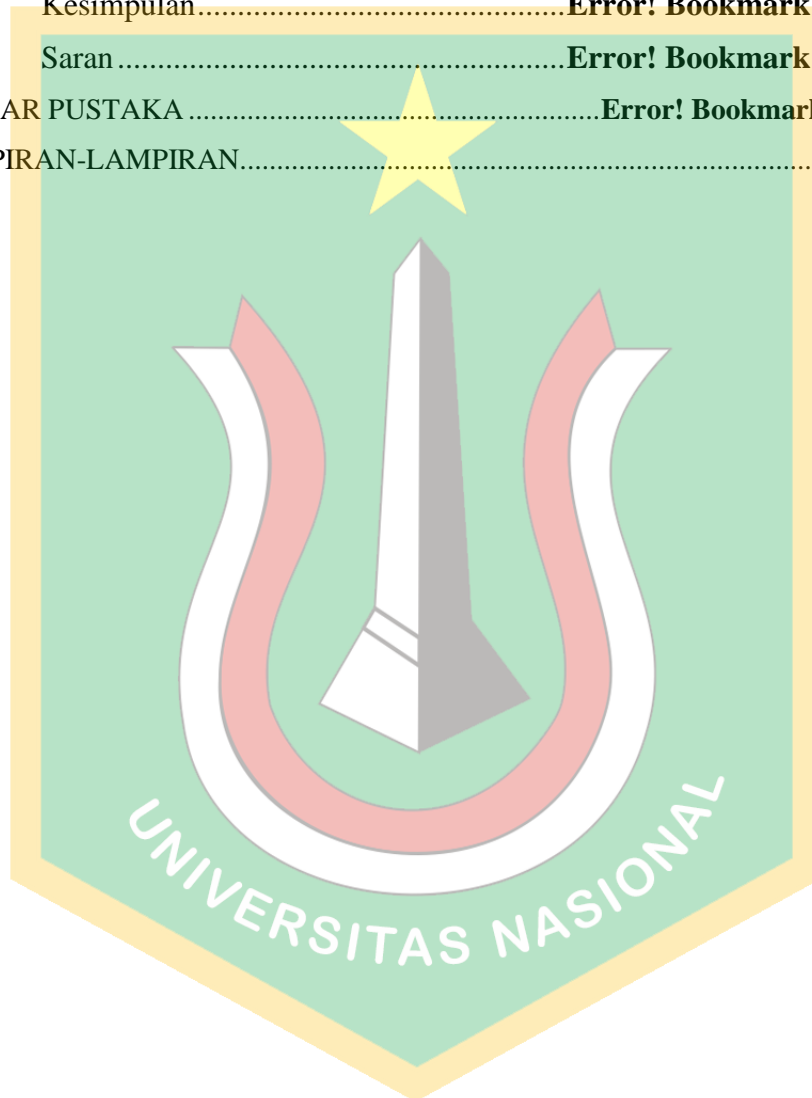 Kesimpulan...............................................Error! Bookmark
Saran.........................................................Error! Bookmark
AR PUSTAKA....................................................Error! Bookmark
PIRAN-LAMPIRAN.........................................................................
UNIVERSITAS NASIONAL